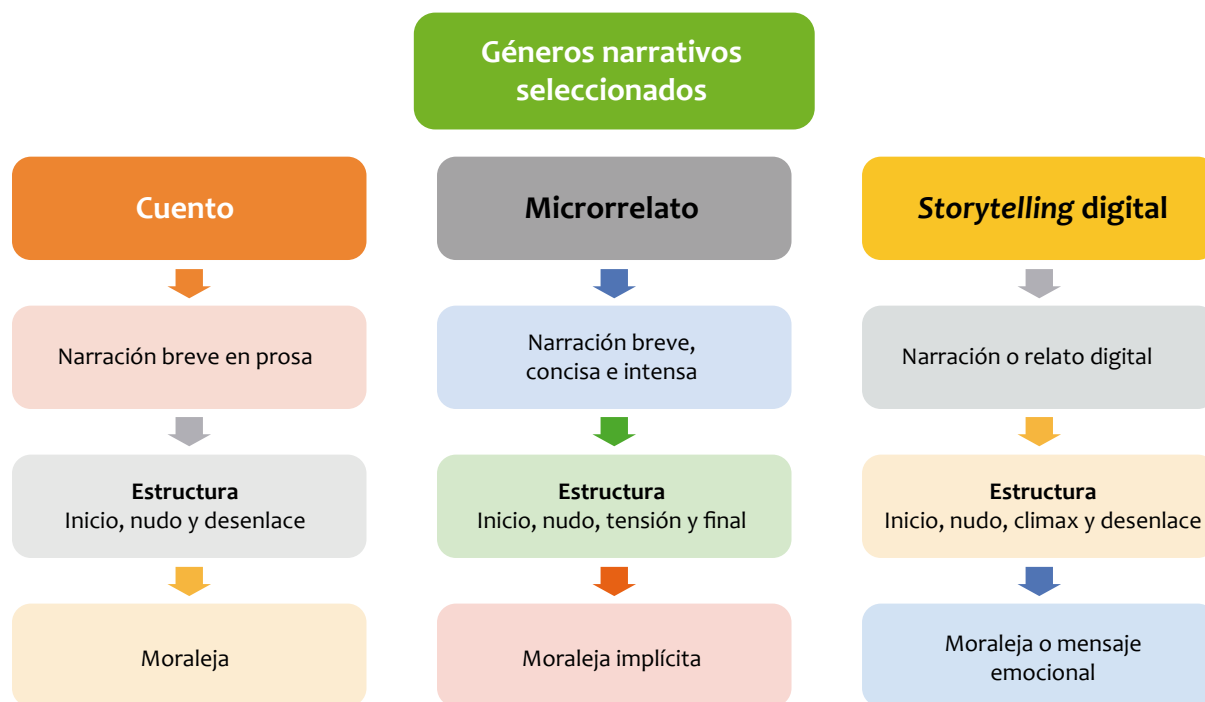 Géneros narrativos
seleccionados
Cuento
Narración breve en prosa
Estructura
Inicio, nudo y desenlace
Moraleja
Microrrelato
Narración breve,
concisa e intensa
Estructura
Inicio, nudo, tensión y final
Moraleja implícita
Storytelling digital
Narración o relato digital
Estructura
Inicio, nudo, climax y desenlace
Moraleja o mensaje
emocional